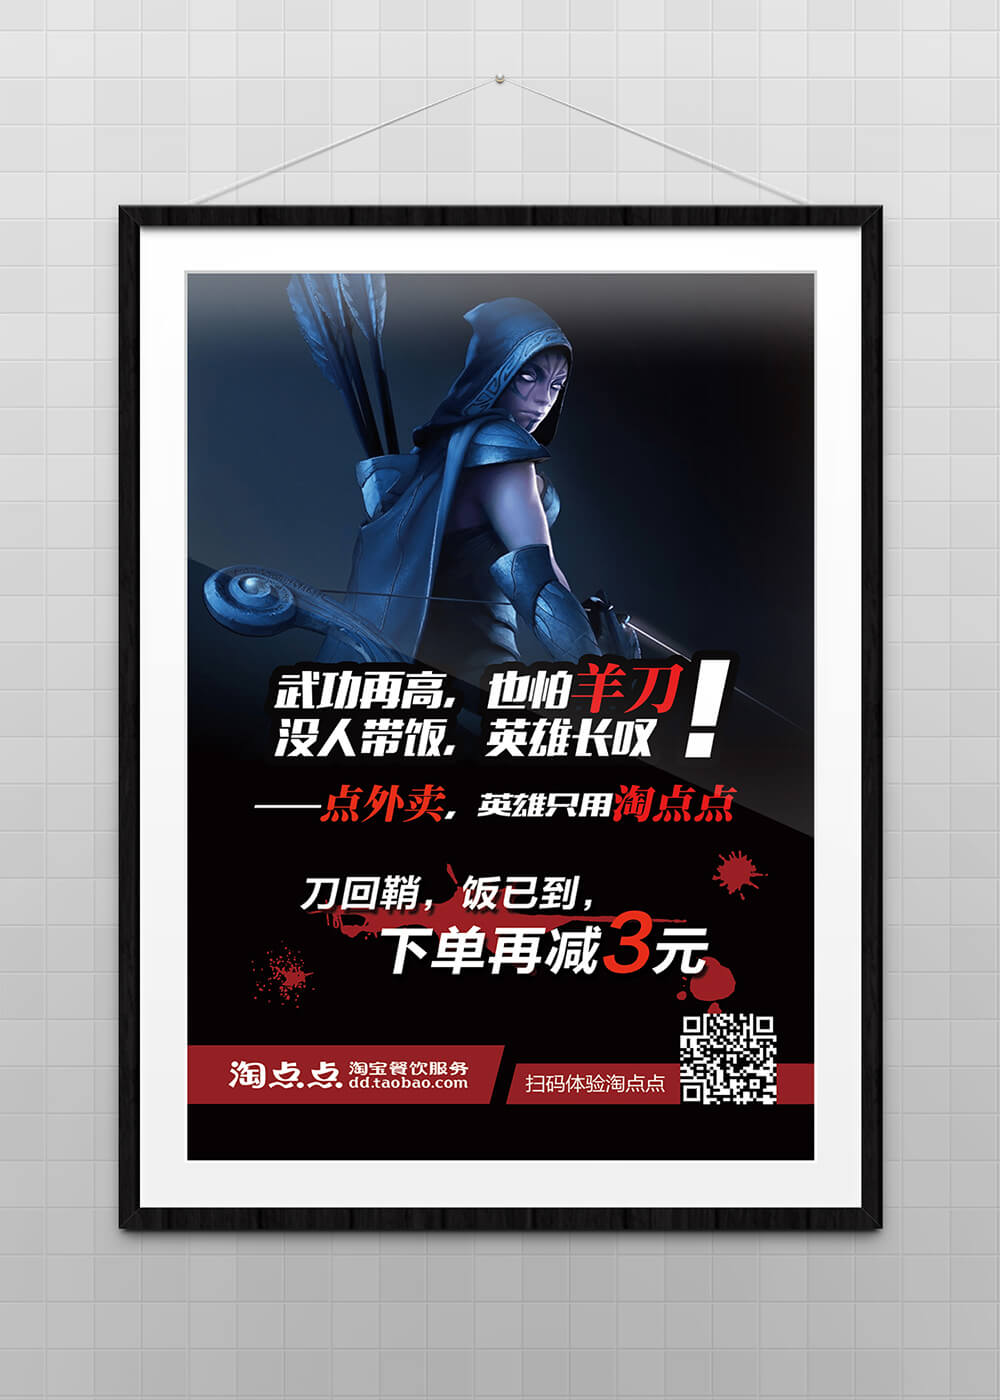 武功再高，也怕羊刀！
没人带饭，英雄长叹
——点外卖，英雄只用淘点点
刀回鞘，饭已到，
下单再减3元
淘点点 淘宝餐饮服务
dd.taobao.com
扫码体验淘点点